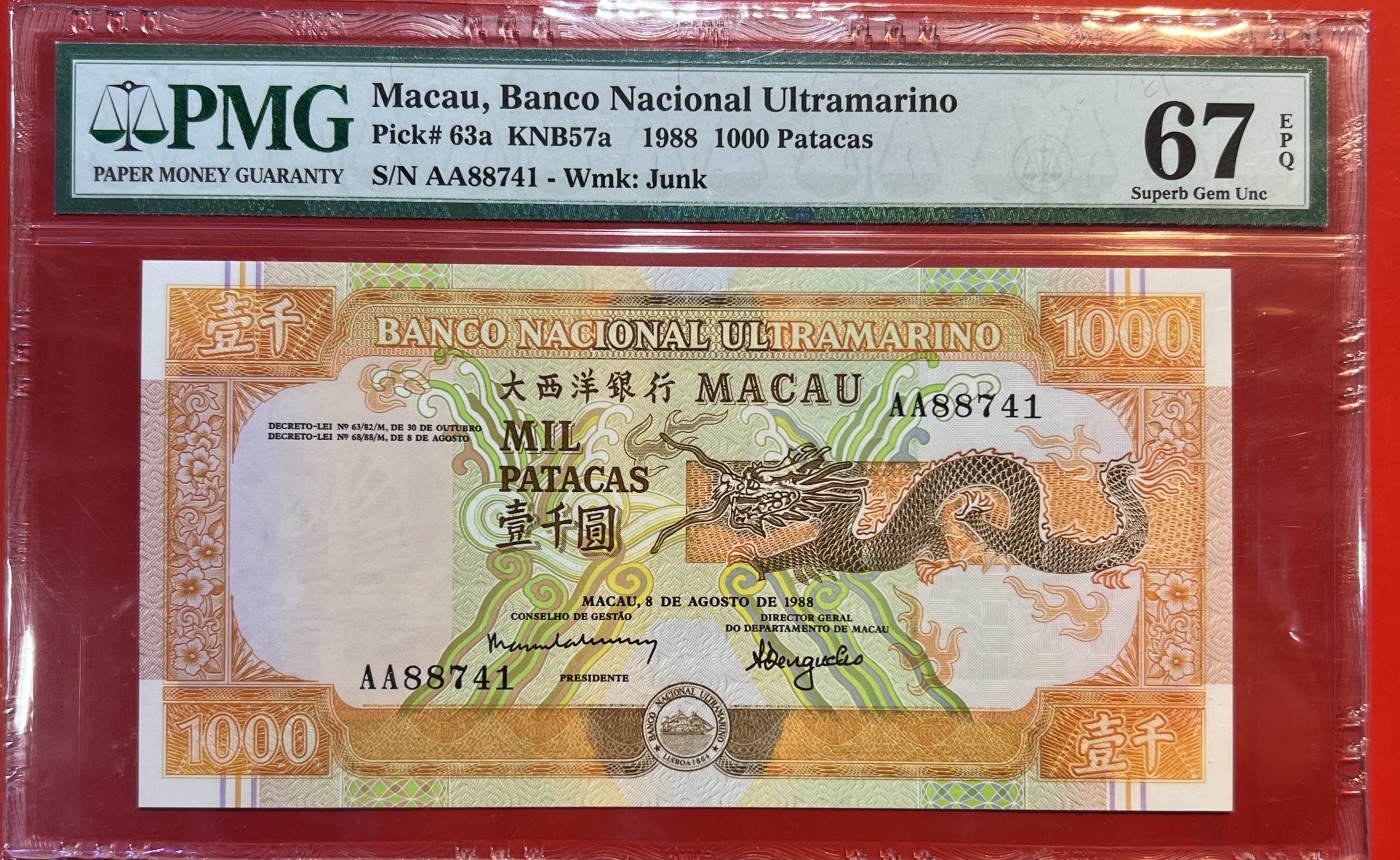 PMG
PAPER MONEY GUARANTY
Macau, Banco Nacional Ultramarino
Pick# 63a KNB57a 1988 1000 Patacas
S/N AA88741 - Wmk: Junk
67
EPQ
Superb Gem Unc
壹千
BANCO NACIONAL ULTRAMARINO
1000
大西洋銀行 MACAU
AA88741
DECRETO-LEI Nº 63/82/M, DE 30 DE OUTUBRO
DECRETO-LEI Nº 68/88/M, DE 8 DE AGOSTO
MIL
PATACAS
壹千圓
MACAU, 8 DE AGOSTO DE 1988
CONSELHO DE GESTÃO
DIRECTOR GERAL
DO DEPARTAMENTO DE MACAU
AA88741
PRESIDENTE
1000
BANCO NACIONAL ULTRAMARINO
LISBOA 1864
壹千